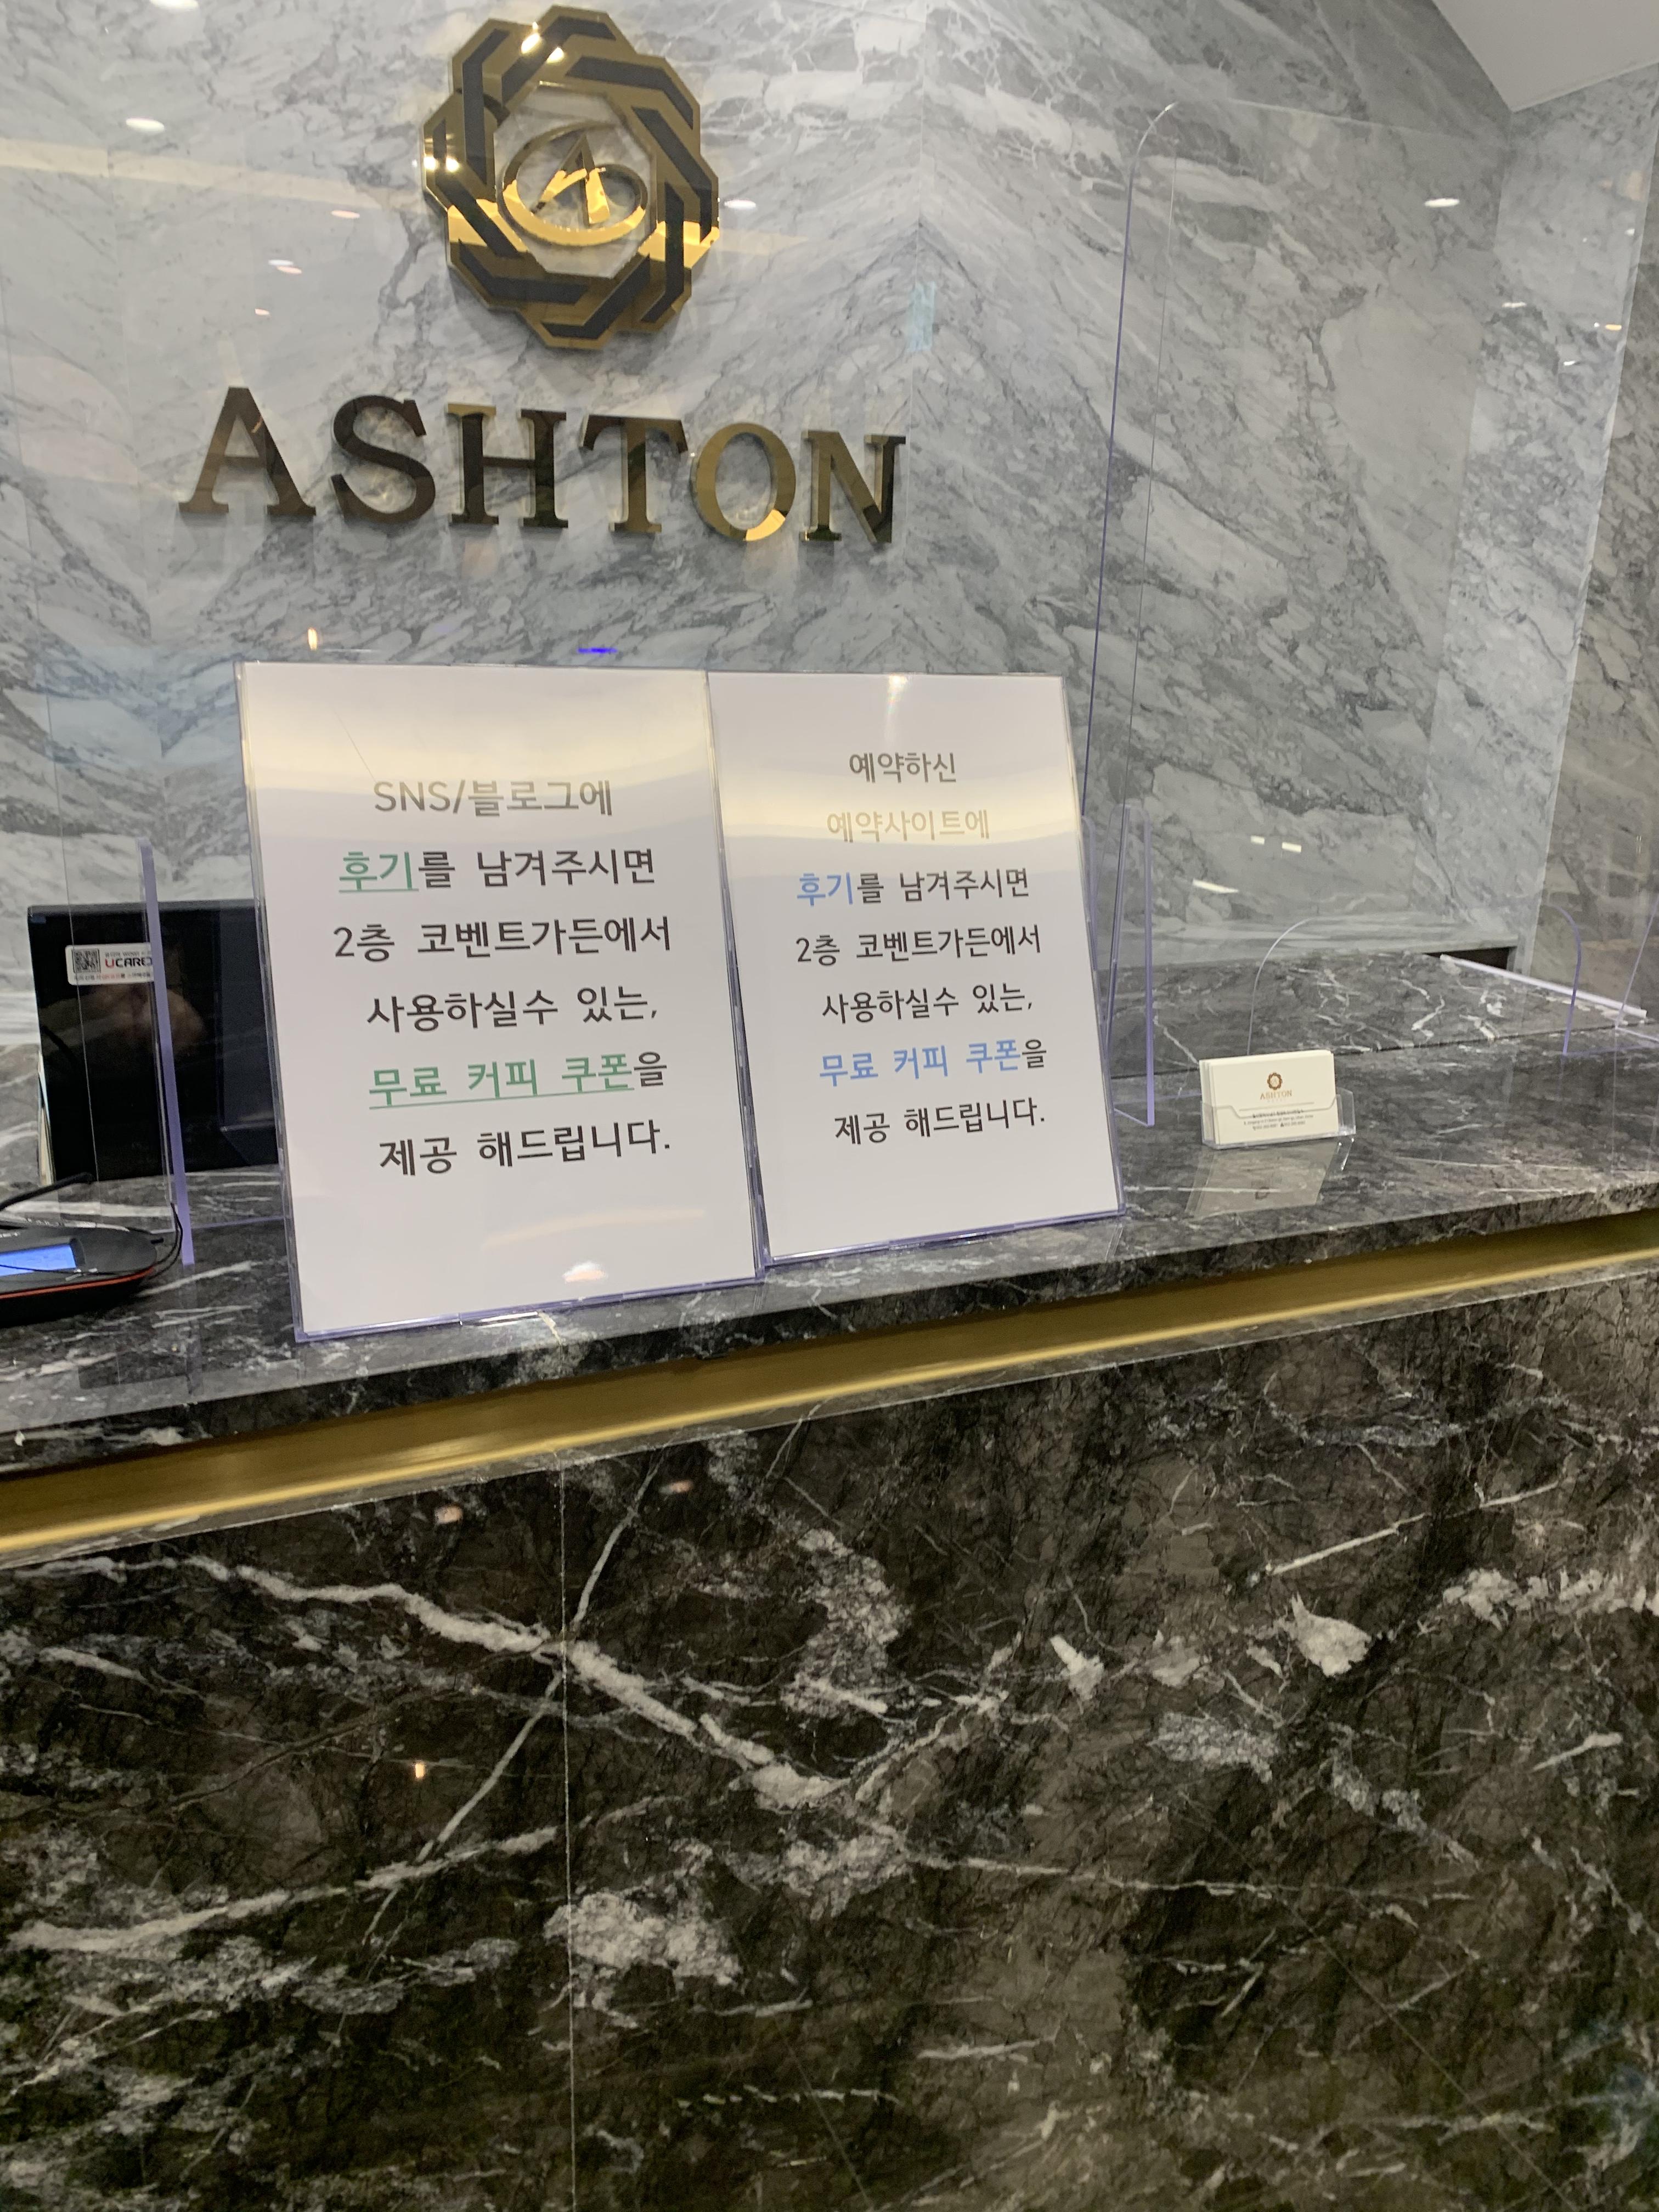 A
ASHTON
SNS/블로그에
후기를 남겨주시면
2층 코벤트가든에서
사용하실수 있는,
무료 커피 쿠폰을
제공 해드립니다.
예약하신
예약사이트에
후기를 남겨주시면
2층 코벤트가든에서
사용하실수 있는,
무료 커피 쿠폰을
제공 해드립니다.
UCARE
ASHTON